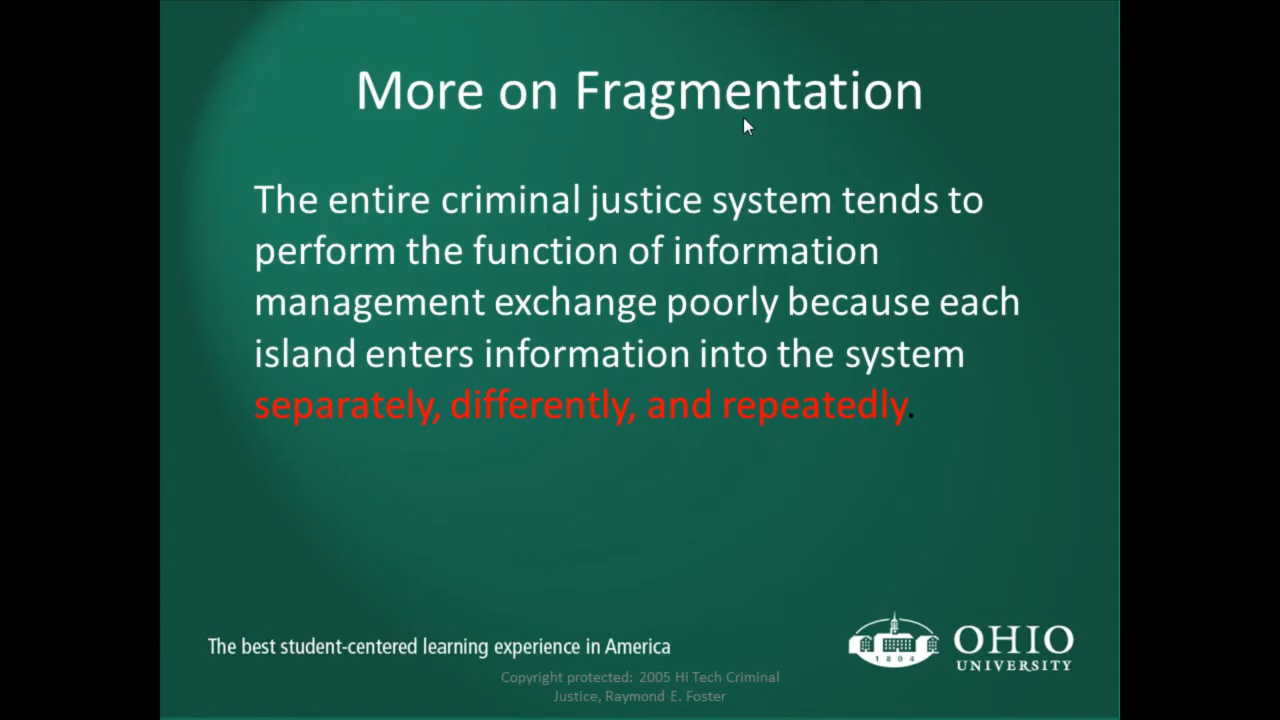 More on Fragmentation
The entire criminal justice system tends to
perform the function of information
management exchange poorly because each
island enters information into the system
separately, differently, and repeatedly.
The best student-centered learning experience in America
1804
OHIO
UNIVERSITY
Copyright protected: 2005 Hi Tech Criminal
Justice, Raymond E. Foster